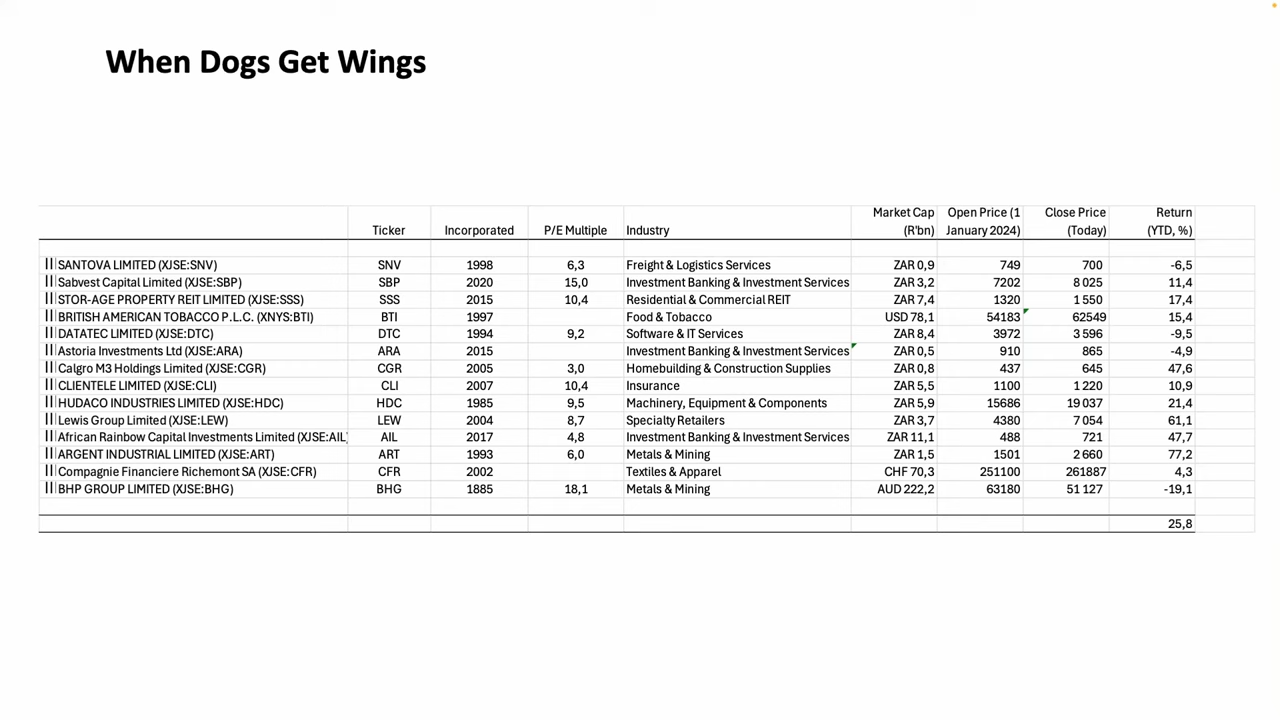 When Dogs Get Wings
Market Cap Open Price (1 Close Price Return
Ticker Incorporated P/E Multiple Industry (R'bn) January 2024) (Today) (YTD, %)
SANTOVA LIMITED (XJSE:SNV) SNV 1998 6,3 Freight & Logistics Services ZAR 0,9 749 700 -6,5
Sabvest Capital Limited (XJSE:SBP) SBP 2020 15,0 Investment Banking & Investment Services ZAR 3,2 7202 8 025 11,4
STOR-AGE PROPERTY REIT LIMITED (XJSE:SSS) SSS 2015 10,4 Residential & Commercial REIT ZAR 7,4 1320 1 550 17,4
BRITISH AMERICAN TOBACCO P.L.C. (XNYS:BTI) BTI 1997 Food & Tobacco USD 78,1 54183 62549 15,4
DATATEC LIMITED (XJSE:DTC) DTC 1994 9,2 Software & IT Services ZAR 8,4 3972 3 596 -9,5
Astoria Investments Ltd (XJSE:ARA) ARA 2015 Investment Banking & Investment Services ZAR 0,5 910 865 -4,9
Calgro M3 Holdings Limited (XJSE:CGR) CGR 2005 3,0 Homebuilding & Construction Supplies ZAR 0,8 437 645 47,6
CLIENTELE LIMITED (XJSE:CLI) CLI 2007 10,4 Insurance ZAR 5,5 1100 1 220 10,9
HUDACO INDUSTRIES LIMITED (XJSE:HDC) HDC 1985 9,5 Machinery, Equipment & Components ZAR 5,9 15686 19 037 21,4
Lewis Group Limited (XJSE:LEW) LEW 2004 8,7 Specialty Retailers ZAR 3,7 4380 7 054 61,1
African Rainbow Capital Investments Limited (XJSE:AIL) AIL 2017 4,8 Investment Banking & Investment Services ZAR 11,1 488 721 47,7
ARGENT INDUSTRIAL LIMITED (XJSE:ART) ART 1993 6,0 Metals & Mining ZAR 1,5 1501 2 660 77,2
Compagnie Financiere Richemont SA (XJSE:CFR) CFR 2002 Textiles & Apparel CHF 70,3 251100 261887 4,3
BHP GROUP LIMITED (XJSE:BHG) BHG 1885 18,1 Metals & Mining AUD 222,2 63180 51 127 -19,1
25,8